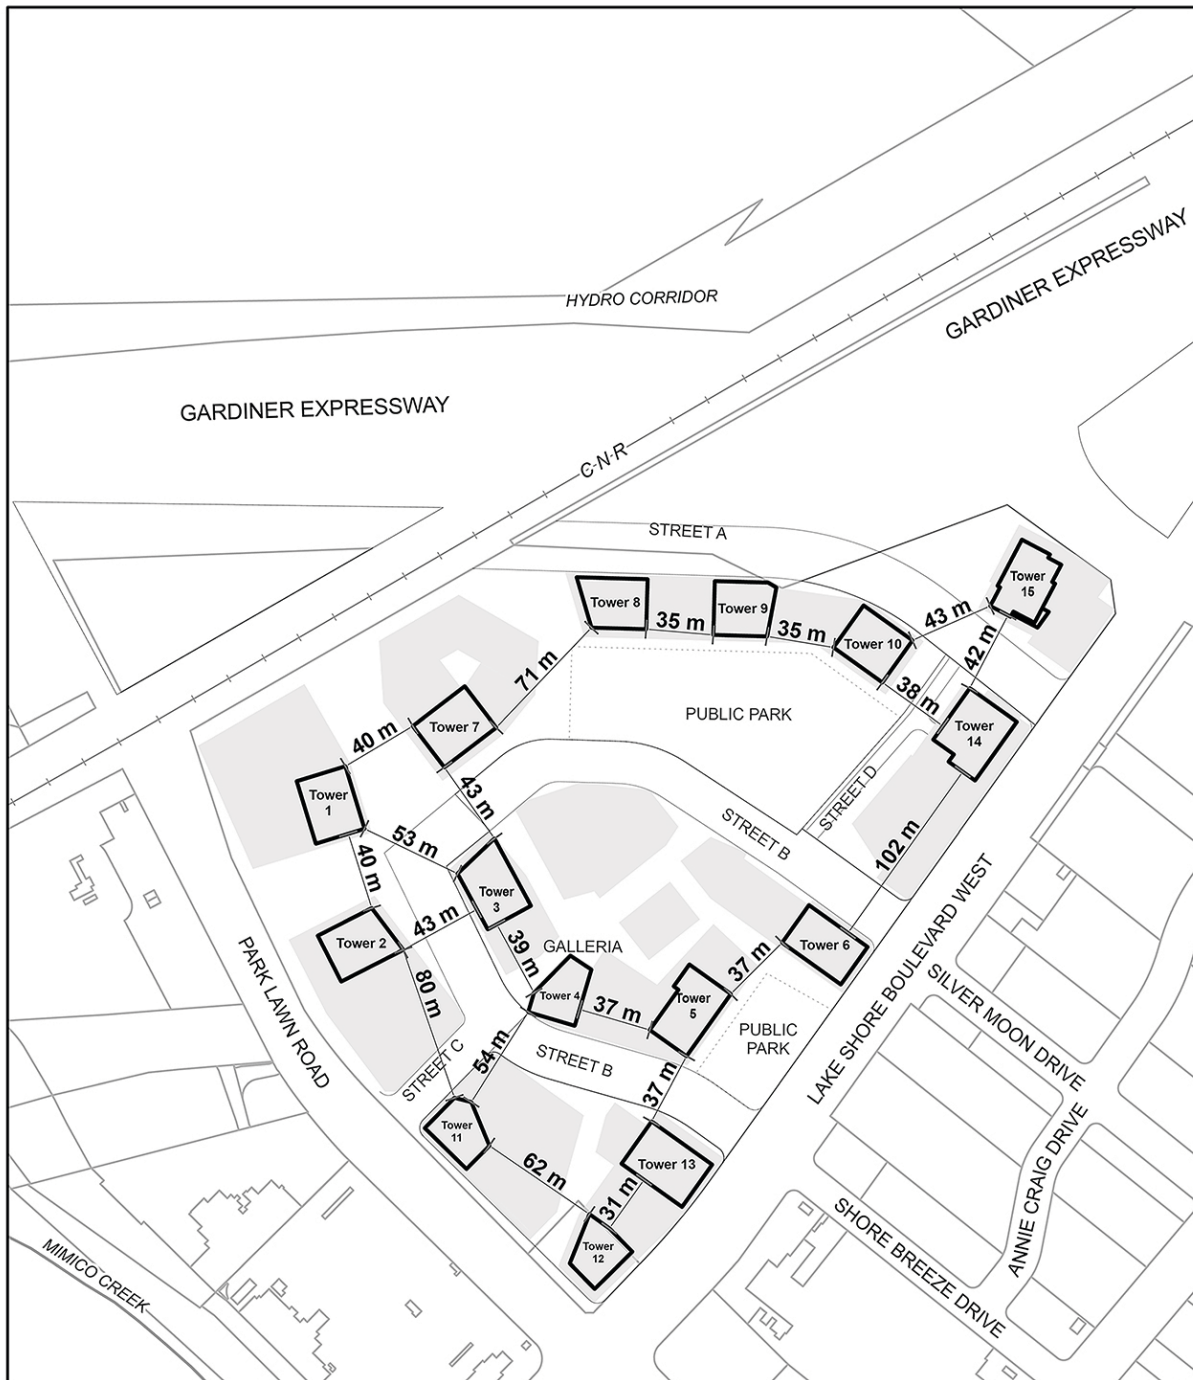 HYDRO CORRIDOR
GARDINER EXPRESSWAY
GARDINER EXPRESSWAY
C-N-R
STREET A
Tower
15
Tower 8
35 m
Tower 9
35 m
Tower 10
43 m
42 m
71 m
38 m
Tower 7
PUBLIC PARK
Tower
14
40 m
Tower
1
43 m
STREET D
STREET B
53 m
102 m
40 m
Tower
3
Tower 2
43 m
39 m
GALLERIA
Tower 6
37 m
80 m
Tower 4
Tower
5
37 m
PUBLIC
PARK
PARK LAWN ROAD
LAKE SHORE BOULEVARD WEST
SILVER MOON DRIVE
STREET C
54 m
STREET B
37 m
Tower
11
62 m
Tower 13
31 m
Tower
12
ANNIE CRAIG DRIVE
SHORE BREEZE DRIVE
MIMICO CREEK